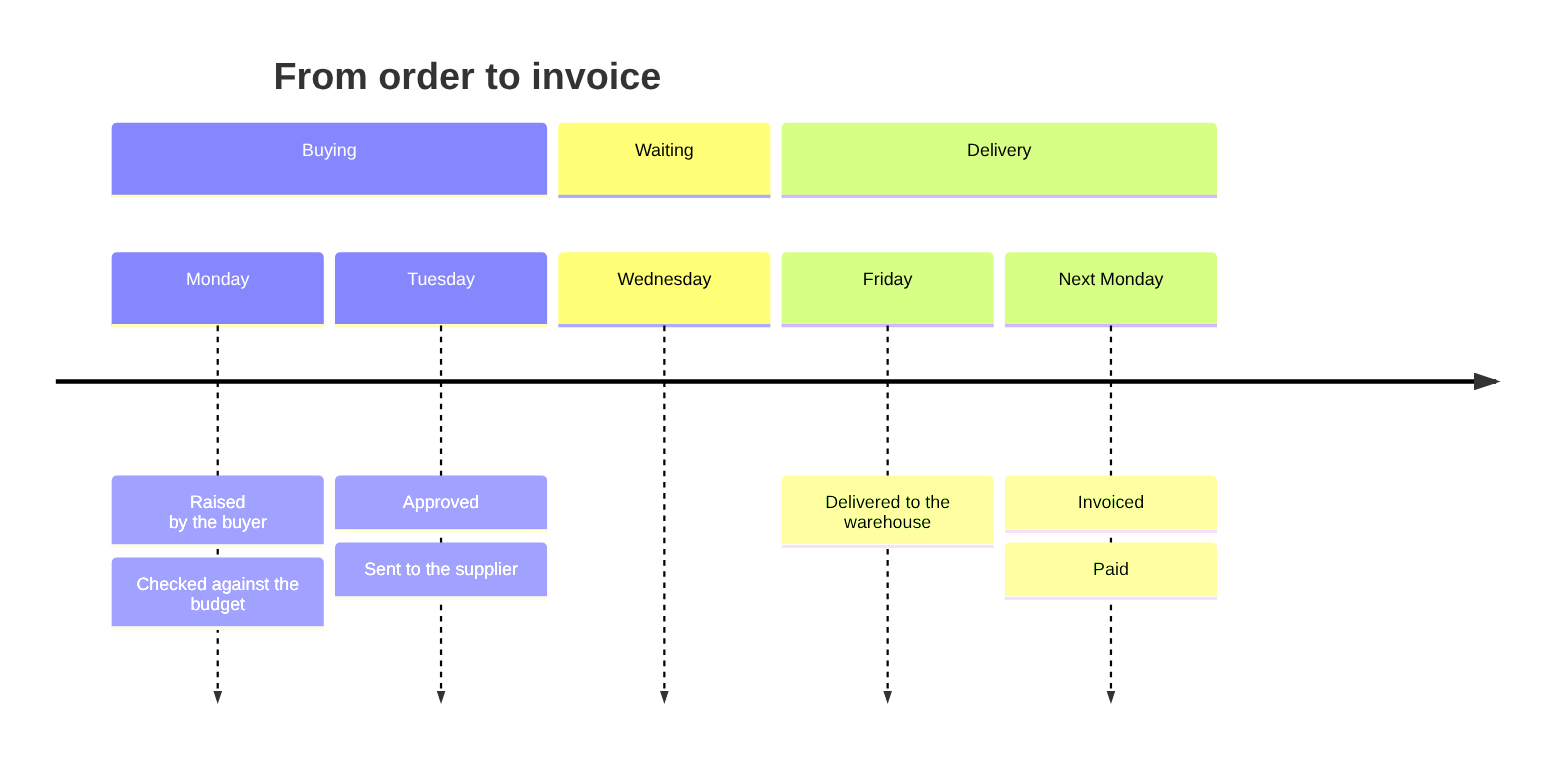 From order to invoice
Buying
Waiting
Delivery
Monday
Tuesday
Wednesday
Friday
Next Monday
Raised
by the buyer
Checked against the
budget
Approved
Sent to the supplier
Delivered to the
warehouse
Invoiced
Paid